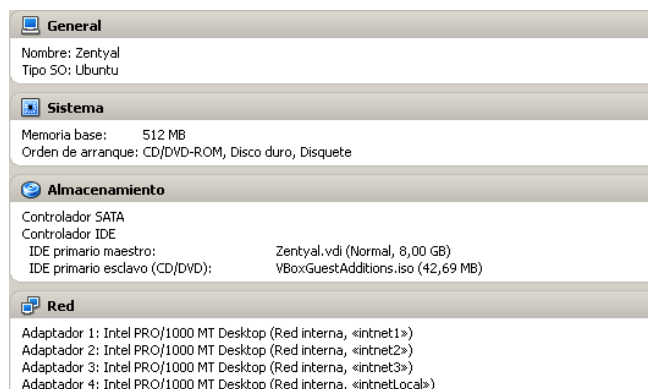 General
Nombre: Zentyal
Tipo SO: Ubuntu
Sistema
Memoria base: 512 MB
Orden de arranque: CD/DVD-ROM, Disco duro, Disquete
Almacenamiento
Controlador SATA
Controlador IDE
IDE primario maestro: Zentyal.vdi (Normal, 8,00 GB)
IDE primario esclavo (CD/DVD): VBoxGuestAdditions.iso (42,69 MB)
Red
Adaptador 1: Intel PRO/1000 MT Desktop (Red interna, «intnet1»)
Adaptador 2: Intel PRO/1000 MT Desktop (Red interna, «intnet2»)
Adaptador 3: Intel PRO/1000 MT Desktop (Red interna, «intnet3»)
Adaptador 4: Intel PRO/1000 MT Desktop (Red interna, «intnetLocal»)